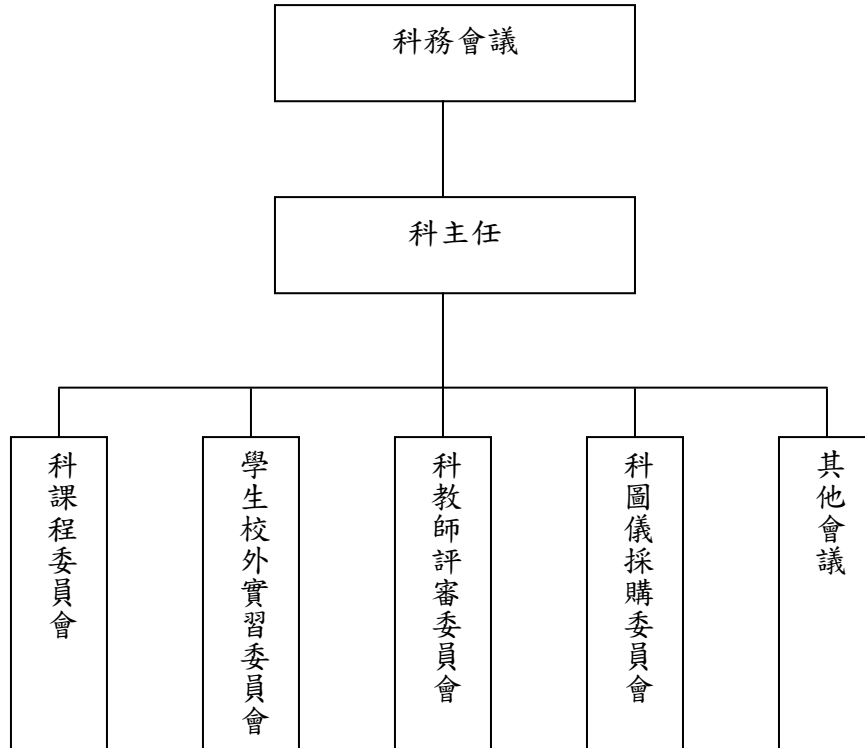 科務會議
科主任
科課程委員會
學生校外實習委員會
科教師評審委員會
科圖儀採購委員會
其他會議